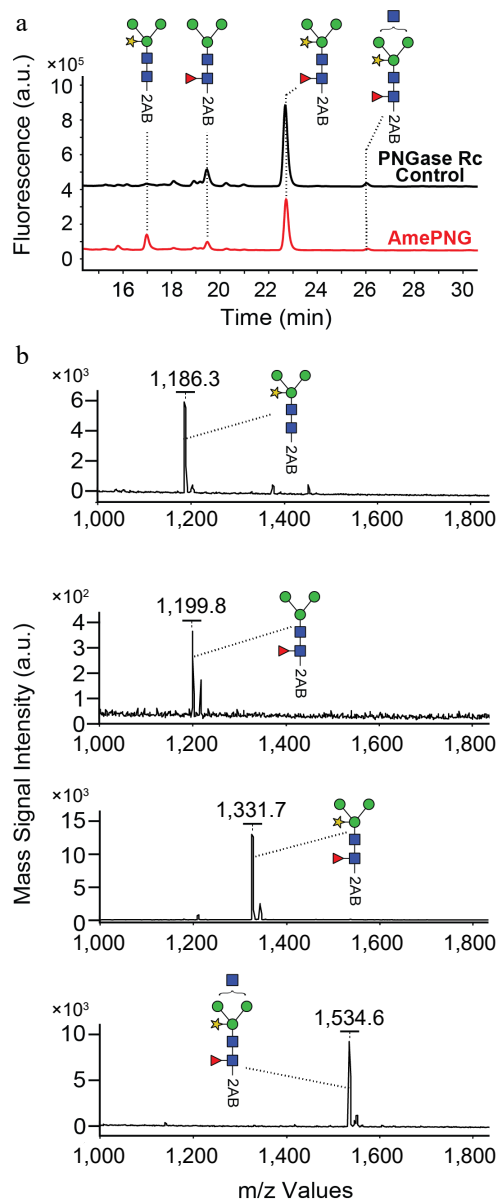 a
2AB
2AB
2AB
2AB
×10⁵
10
8
6
4
2
0
Fluorescence (a.u.)
PNGase Rc
Control
AmePNG
16 18 20 22 24 26 28 30
Time (min)
b
×10³
1,186.3
6
4
2
0
2AB
1,000 1,200 1,400 1,600 1,800
×10²
1,199.8
4
3
2
1
0
2AB
1,000 1,200 1,400 1,600 1,800
Mass Signal Intensity (a.u.)
×10³
1,331.7
15
10
5
0
2AB
1,000 1,200 1,400 1,600 1,800
×10³
1,534.6
10
5
0
2AB
1,000 1,200 1,400 1,600 1,800
m/z Values